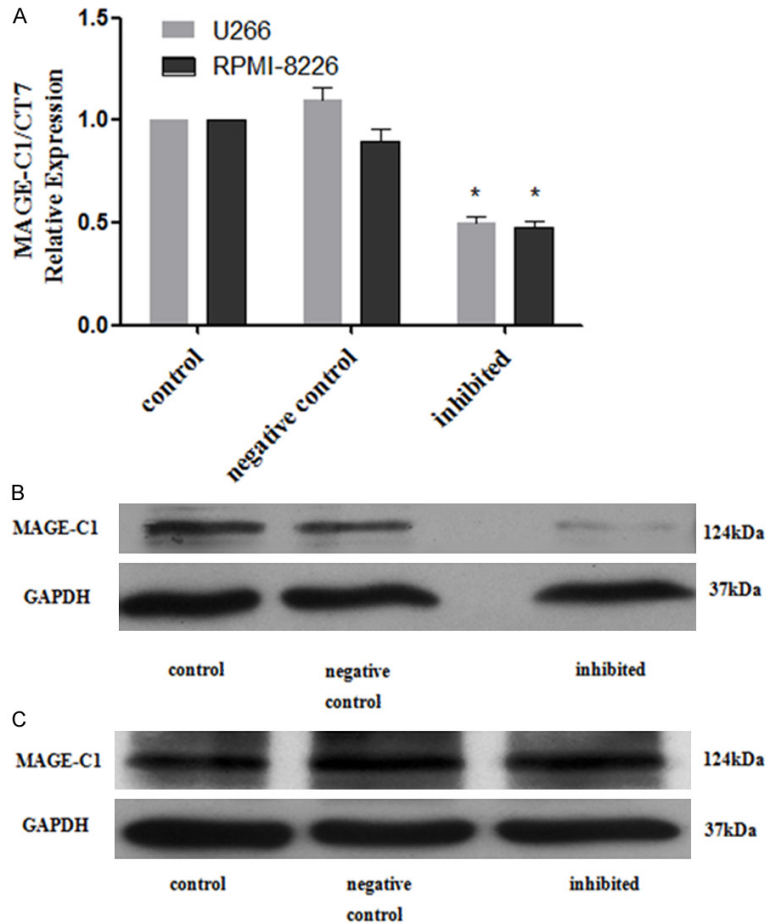 A
MAGE-C1/CT7
Relative Expression
1.5
1.0
0.5
0.0
U266
RPMI-8226
* *
control
negative control
inhibited
B
MAGE-C1
124kDa
GAPDH
37kDa
control
negative
control
inhibited
C
MAGE-C1
124kDa
GAPDH
37kDa
control
negative
control
inhibited